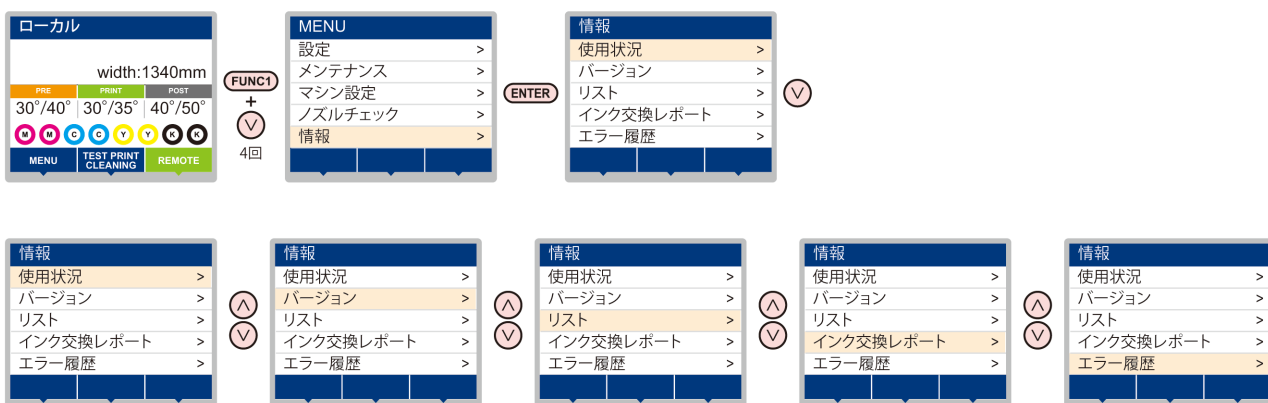 ローカル
width:1340mm
PRE PRINT POST
30°/40° 30°/35° 40°/50°
M M C C Y Y K K
MENU TEST PRINT CLEANING REMOTE
FUNC1
+
4回
MENU
設定 >
メンテナンス >
マシン設定 >
ノズルチェック >
情報 >
ENTER
情報
使用状況 >
バージョン >
リスト >
インク交換レポート >
エラー履歴 >
情報
使用状況 >
バージョン >
リスト >
インク交換レポート >
エラー履歴 >
情報
使用状況 >
バージョン >
リスト >
インク交換レポート >
エラー履歴 >
情報
使用状況 >
バージョン >
リスト >
インク交換レポート >
エラー履歴 >
情報
使用状況 >
バージョン >
リスト >
インク交換レポート >
エラー履歴 >
情報
使用状況 >
バージョン >
リスト >
インク交換レポート >
エラー履歴 >